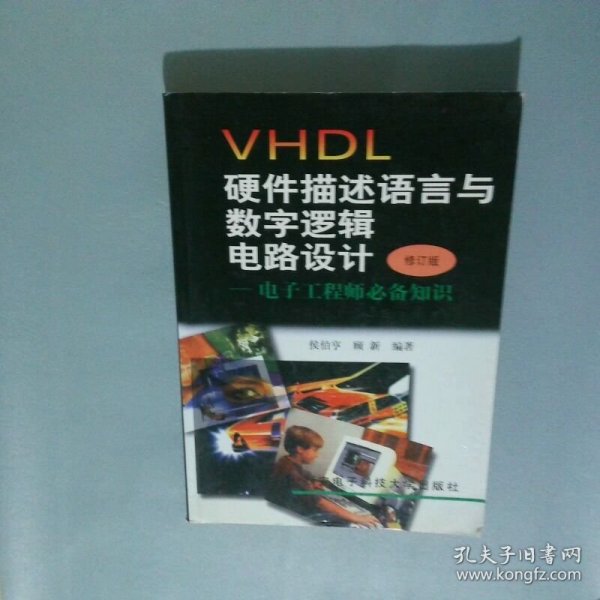 VHDL
硬件描述语言与
数字逻辑
电路设计
修订版
—电子工程师必备知识
侯伯亨 顾新 编著
电子科技大学出版社
孔夫子旧书网
www.kongfz.com